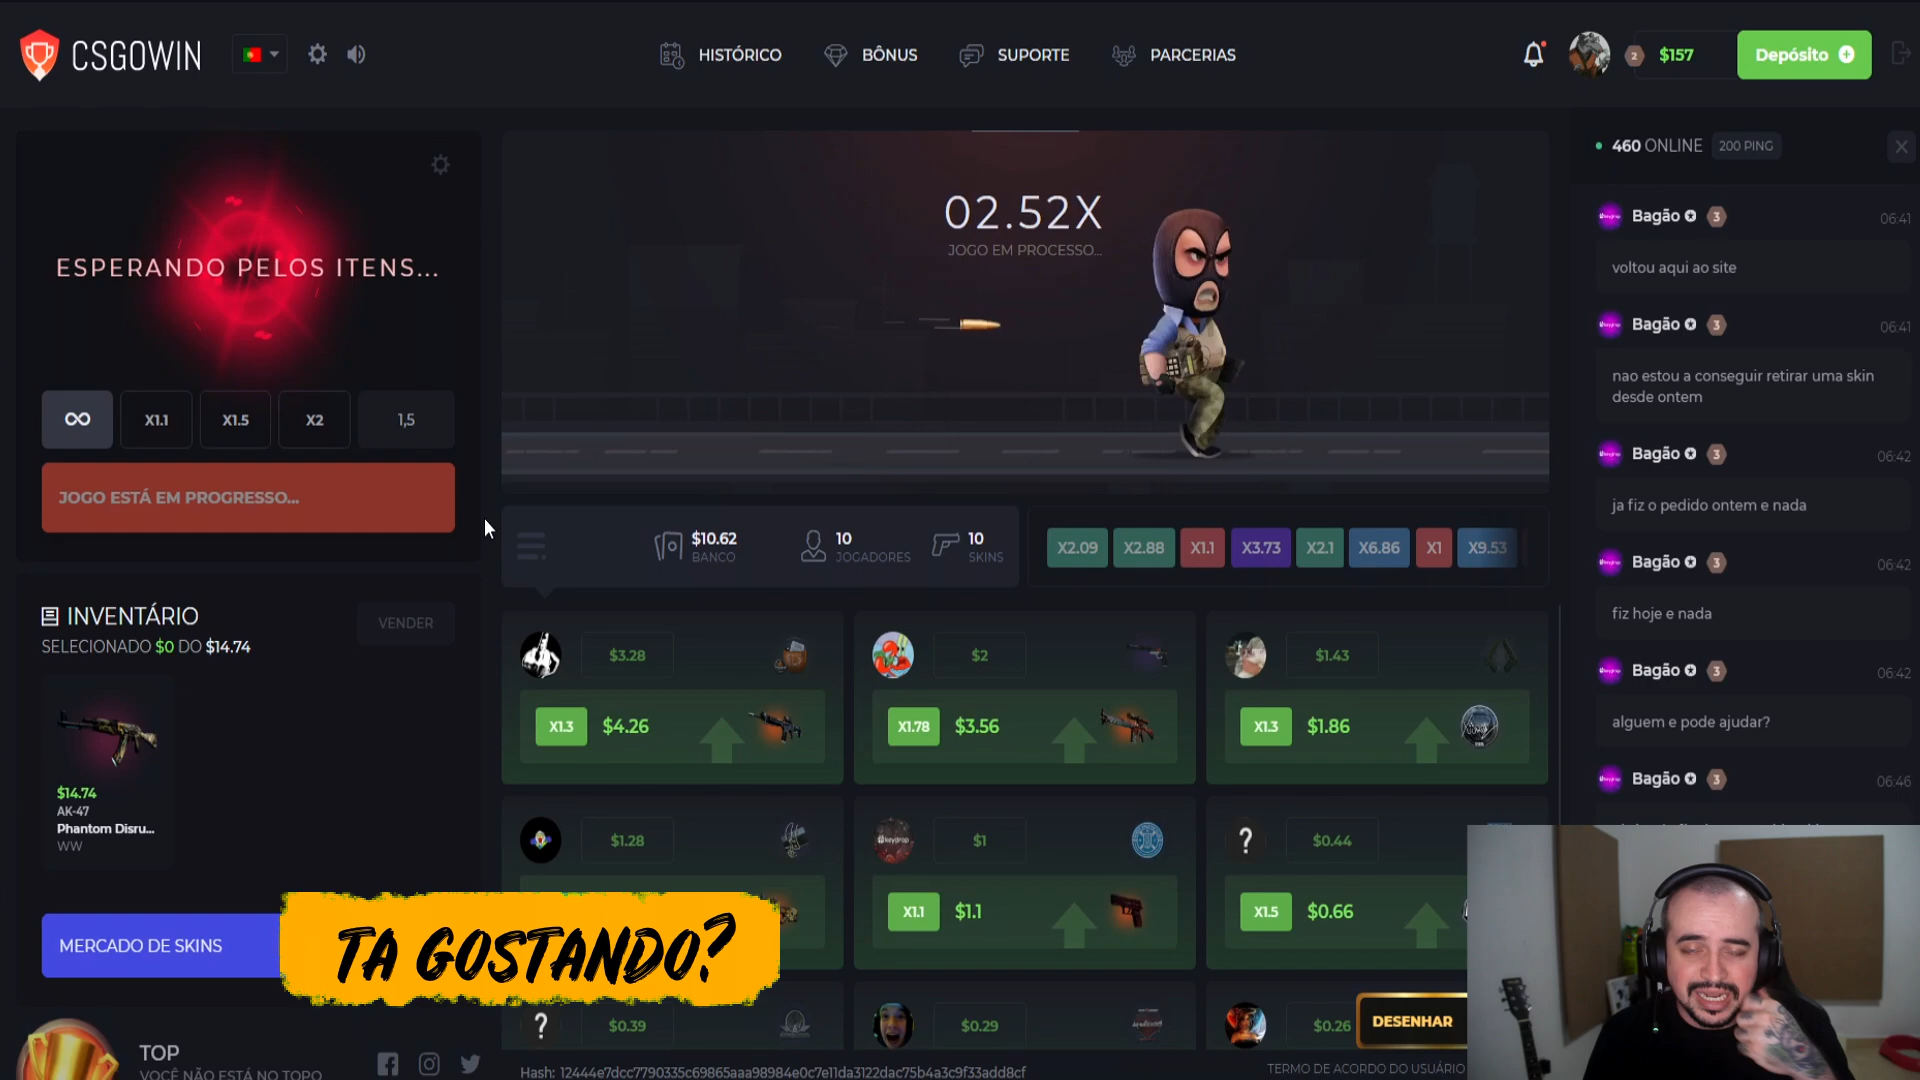 CSGOWIN
HISTÓRICO
BÔNUS
SUPORTE
PARCERIAS
2
$157
Depósito
ESPERANDO PELOS ITENS...
X1.1
X1.5
X2
1,5
JOGO ESTÁ EM PROGRESSO...
INVENTÁRIO
SELECIONADO $0 DO $14.74
VENDER
$14.74
AK-47
Phantom Disru...
WW
MERCADO DE SKINS
TA GOSTANDO?
TOP
VOCÊ NÃO ESTÁ NO TOPO
02.52X
JOGO EM PROCESSO...
$10.62
BANCO
10
JOGADORES
10
SKINS
X2.09
X2.88
X1.1
X3.73
X2.1
X6.86
X1
X9.53
$3.28
X1.3
$4.26
$2
X1.78
$3.56
$1.43
X1.3
$1.86
$1.28
$1
X1.1
$1.1
?
$0.44
X1.5
$0.66
?
$0.39
$0.29
$0.26
DESENHAR
Hash: 12444e7dcc7790335c69865aaa98984e0c7e11da3122dac75b4a3c9f33add8cf
TERMO DE ACORDO DO USUÁRIO
460 ONLINE
200 PING
Bagão
3
06:41
voltou aqui ao site
Bagão
3
06:41
nao estou a conseguir retirar uma skin
desde ontem
Bagão
3
06:42
ja fiz o pedido ontem e nada
Bagão
3
06:42
fiz hoje e nada
Bagão
3
06:42
alguem e pode ajudar?
Bagão
3
06:46